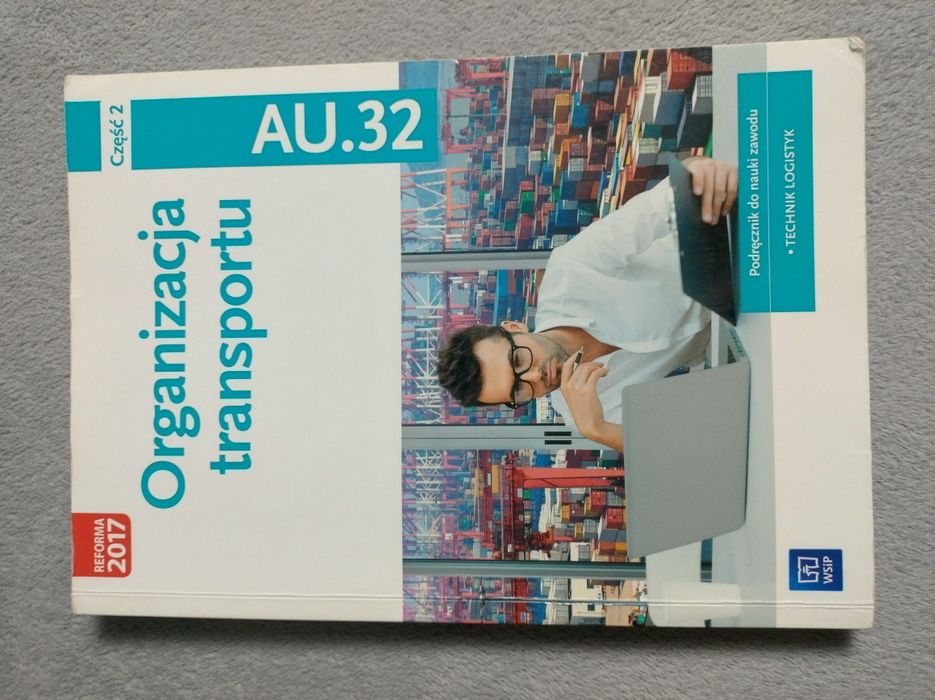 REFORMA
2017
Część 2
AU.32
Organizacja
transportu
Podręcznik do nauki zawodu
• TECHNIK LOGISTYK
WSiP